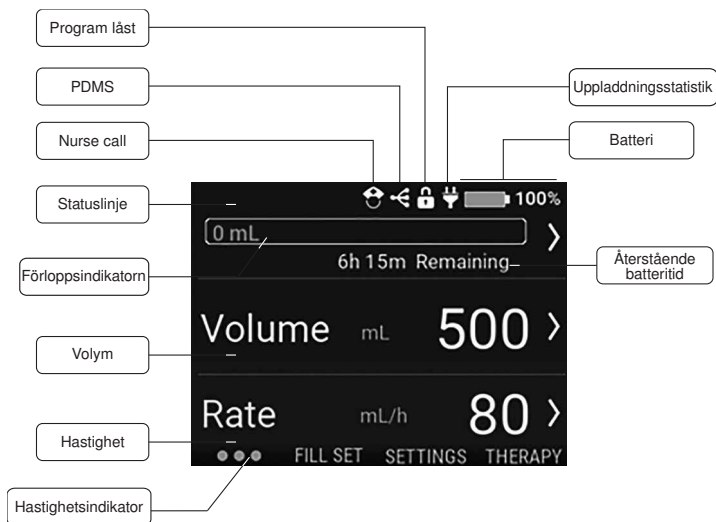 Program låst
PDMS
Uppladdningsstatistik
Nurse call
Batteri
Statuslinje
100%
0 mL
6h 15m Remaining
Återstående
batteritid
Förloppsindikatorn
Volume mL 500
Volym
Rate mL/h 80
Hastighet
FILL SET SETTINGS THERAPY
Hastighetsindikator